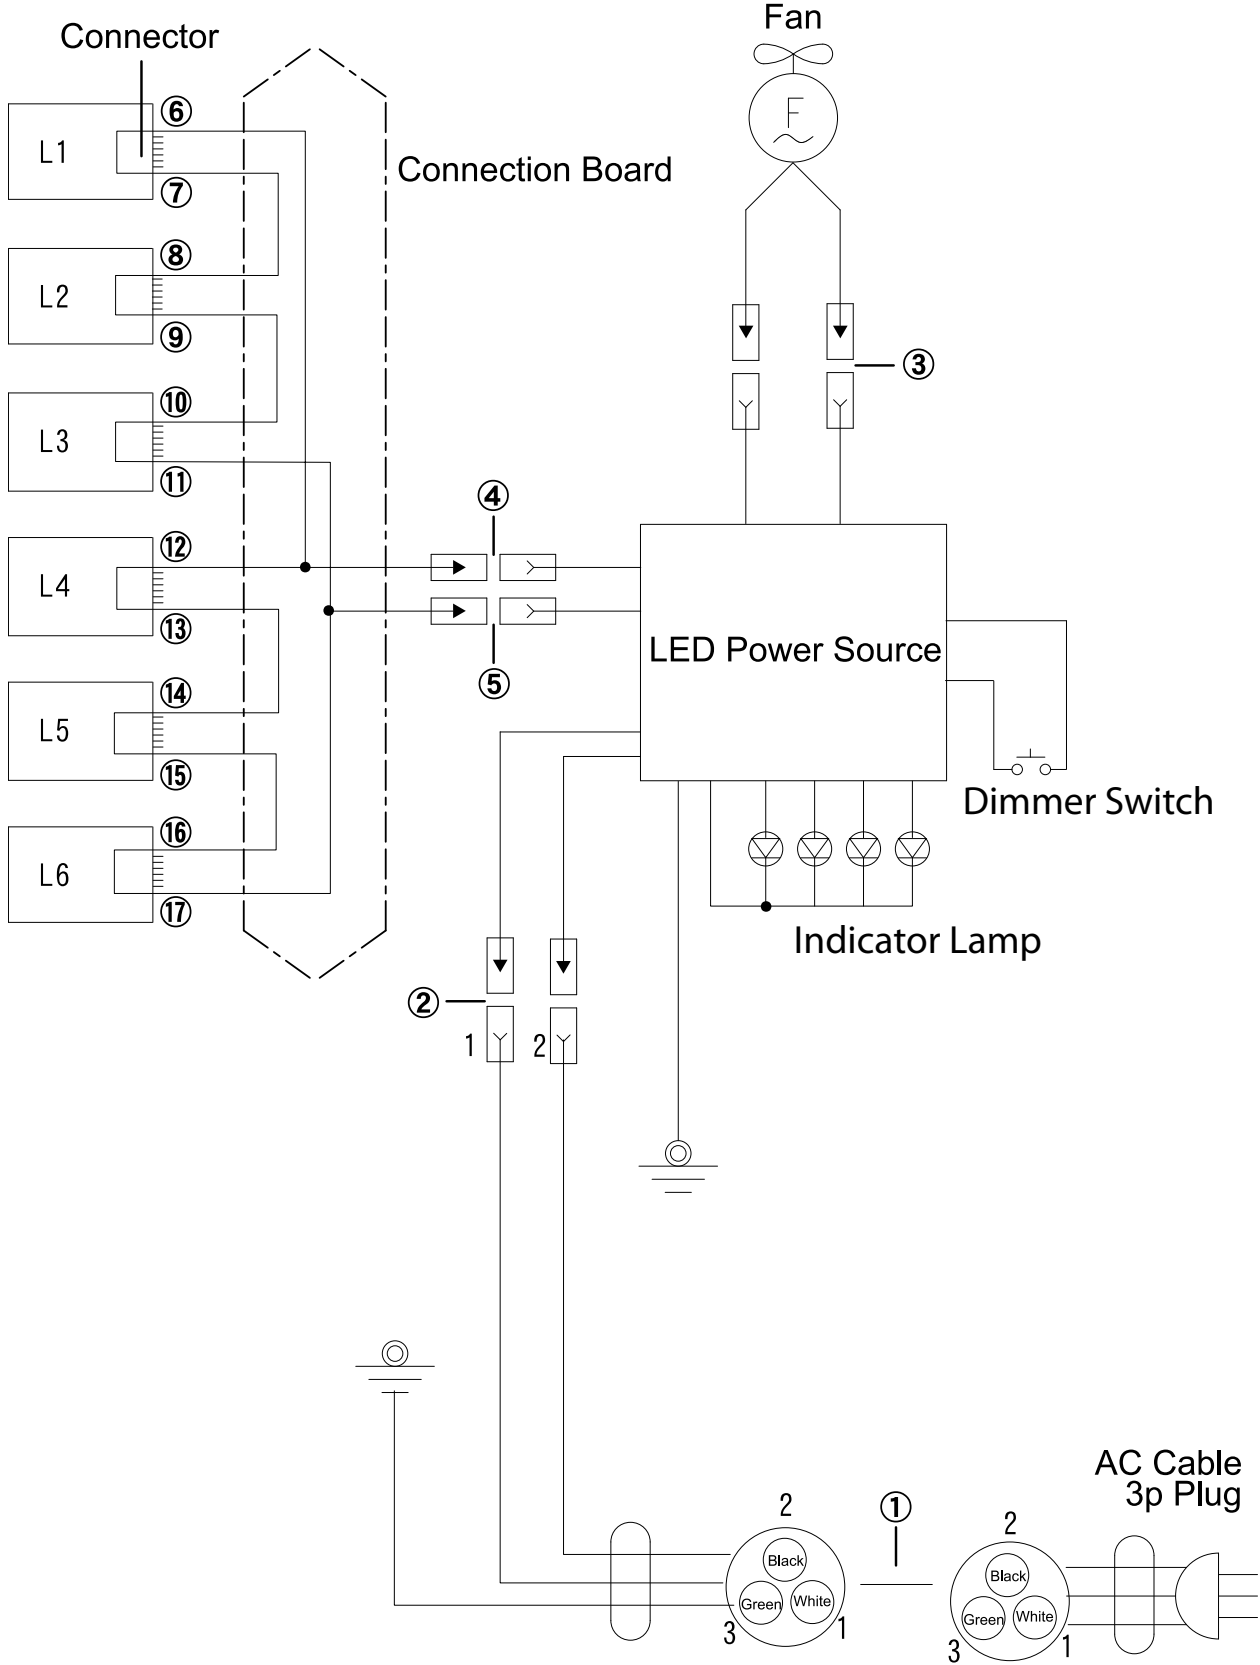 Fan
Connector
F
⑥
L1
Connection Board
⑦
⑧
L2
⑨
③
⑩
L3
⑪
④
⑫
L4
⑬
LED Power Source
⑤
⑭
L5
⑮
Dimmer Switch
⑯
L6
⑰
Indicator Lamp
②
1
2
AC Cable
3p Plug
2
①
2
Black
Black
Green
White
Green
White
3
1
3
1